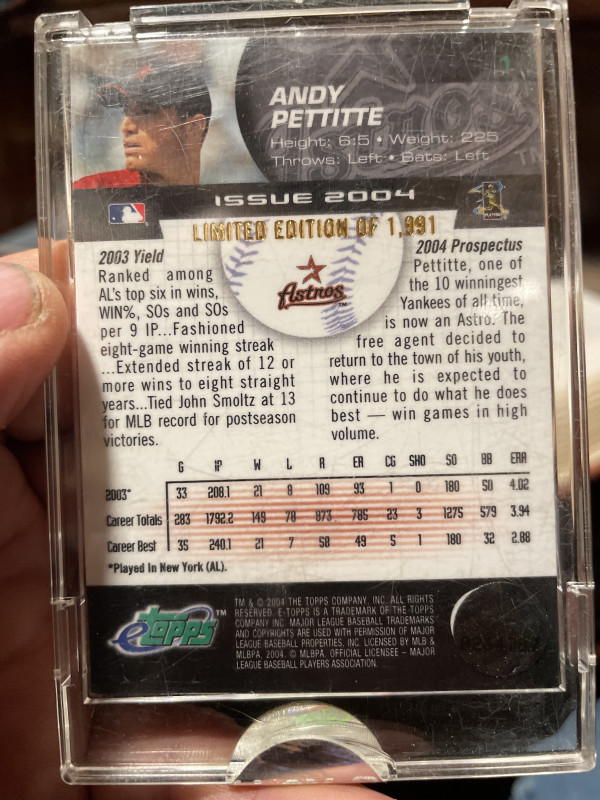 1
ANDY
PETTITTE
Height: 6:5 • Weight: 225
Throws: Left • Bats: Left
ISSUE 2004
LIMITED EDITION OF 1,991
2003 Yield
Ranked among
AL's top six in wins,
WIN%, SOs and SOs
per 9 IP...Fashioned
eight-game winning streak
...Extended streak of 12 or
more wins to eight straight
years...Tied John Smoltz at 13
for MLB record for postseason
victories.
Astros
2004 Prospectus
Pettitte, one of
the 10 winningest
Yankees of all time,
is now an Astro. The
free agent decided to
return to the town of his youth,
where he is expected to
continue to do what he does
best — win games in high
volume.
G IP W L R ER CG SHO SO BB ERA
2003* 33 208.1 21 8 109 93 1 0 180 50 4.02
Career Totals 283 1792.2 149 78 873 785 23 3 1275 579 3.94
Career Best 35 240.1 21 7 58 49 5 1 180 32 2.88
*Played In New York (AL).
etopps™
TM & © 2004 THE TOPPS COMPANY, INC. ALL RIGHTS
RESERVED. E-TOPPS IS A TRADEMARK OF THE TOPPS
COMPANY INC. MAJOR LEAGUE BASEBALL TRADEMARKS
AND COPYRIGHTS ARE USED WITH PERMISSION OF MAJOR
LEAGUE BASEBALL PROPERTIES, INC. LICENSED BY MLB &
MLBPA, 2004. © MLBPA. OFFICIAL LICENSEE – MAJOR
LEAGUE BASEBALL PLAYERS ASSOCIATION.